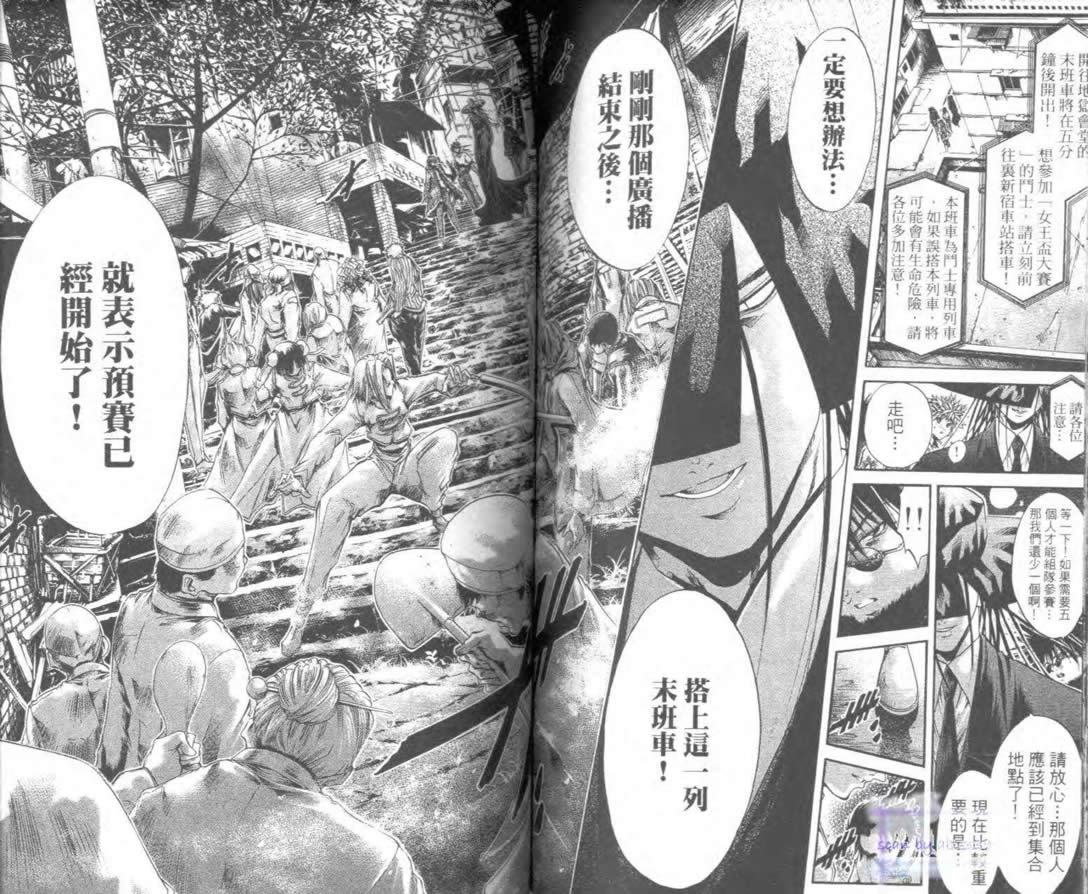 開往地獄會堂的
末班車將在五分
鐘後開出!
想參加「女王盃大賽
」的鬥士,請立刻前
往裏新宿車站搭車!
本班車為鬥士專用列車
,如果誤搭本列車,將
可能會有生命危險,請
各位多加注意!
請各位
注意…
!
走吧…
等一下!如果需要五
個人才能組隊參賽…
那我們還少一個啊!
!!
請放心…那個人
應該已經到集合
地點了!
現在比較重
要的是…
一定要想辦法…
搭上這一列
末班車!
剛剛那個廣播
結束之後…
就表示預賽已
經開始了!